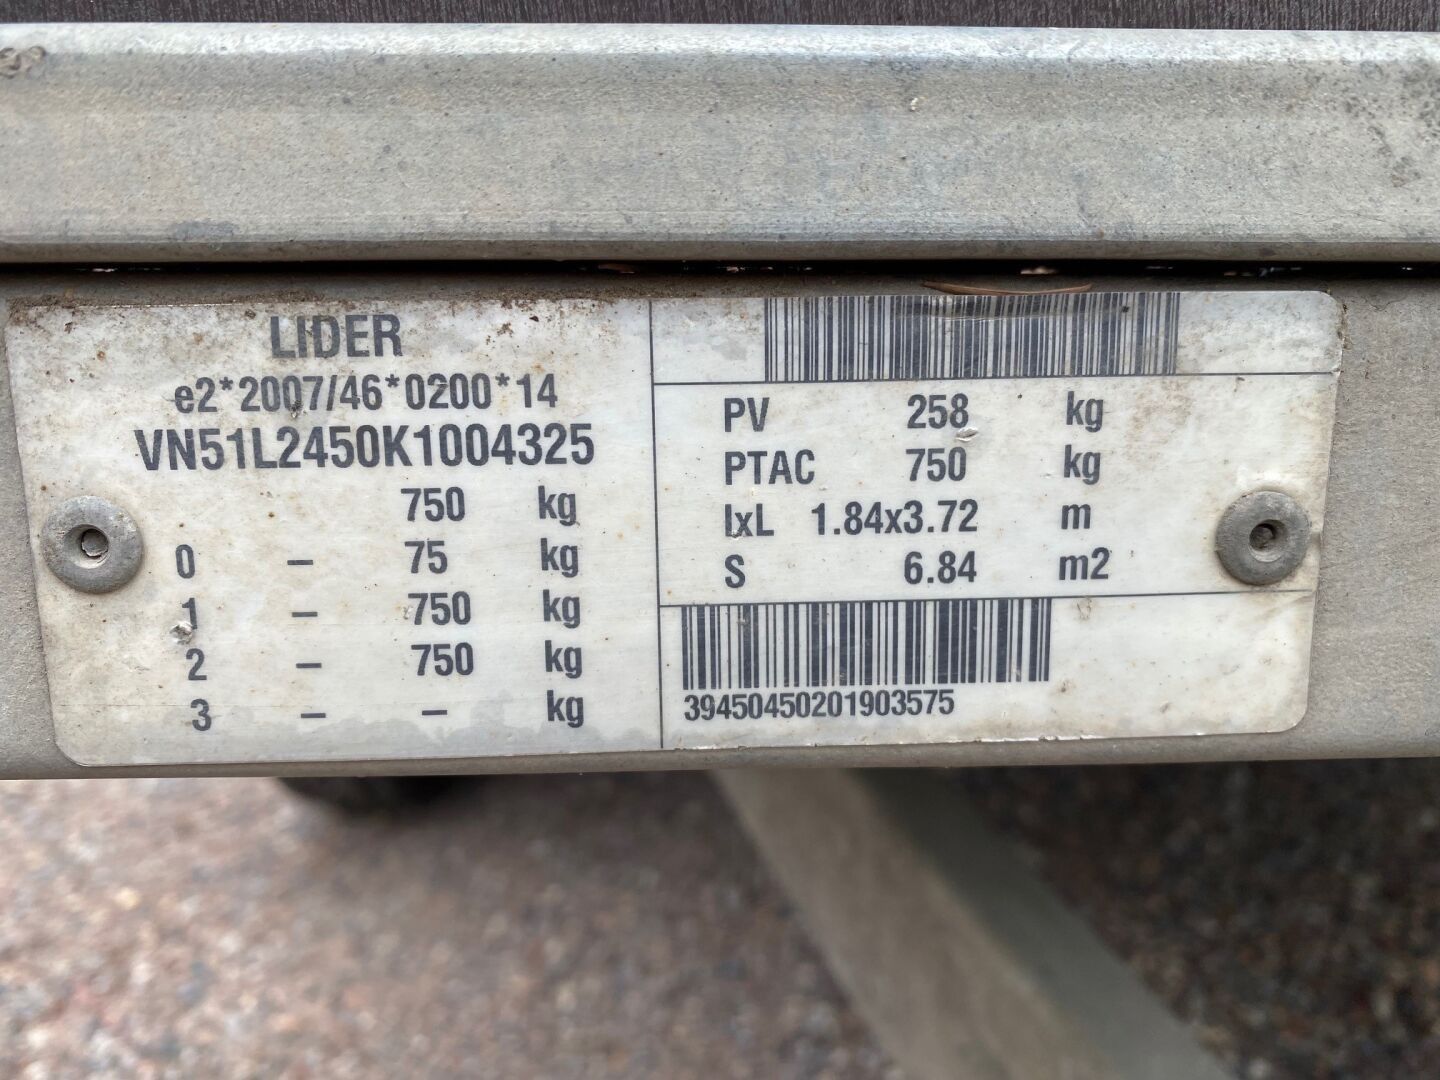 LIDER
e2*2007/46*0200*14
VN51L2450K1004325
750 kg
0 – 75 kg
1 – 750 kg
2 – 750 kg
3 – – kg
PV 258 kg
PTAC 750 kg
lxL 1.84x3.72 m
S 6.84 m2
39450450201903575